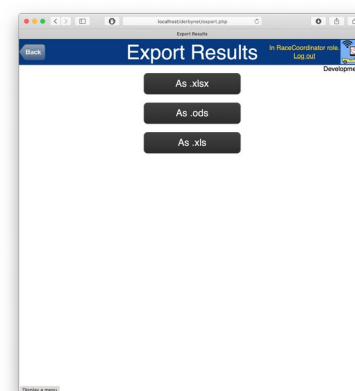 localhost/derbynet/export.php
Export Results
Back
Export Results
In RaceCoordinator role.
Log out
Developme
As .xlsx
As .ods
As .xls
Display a menu